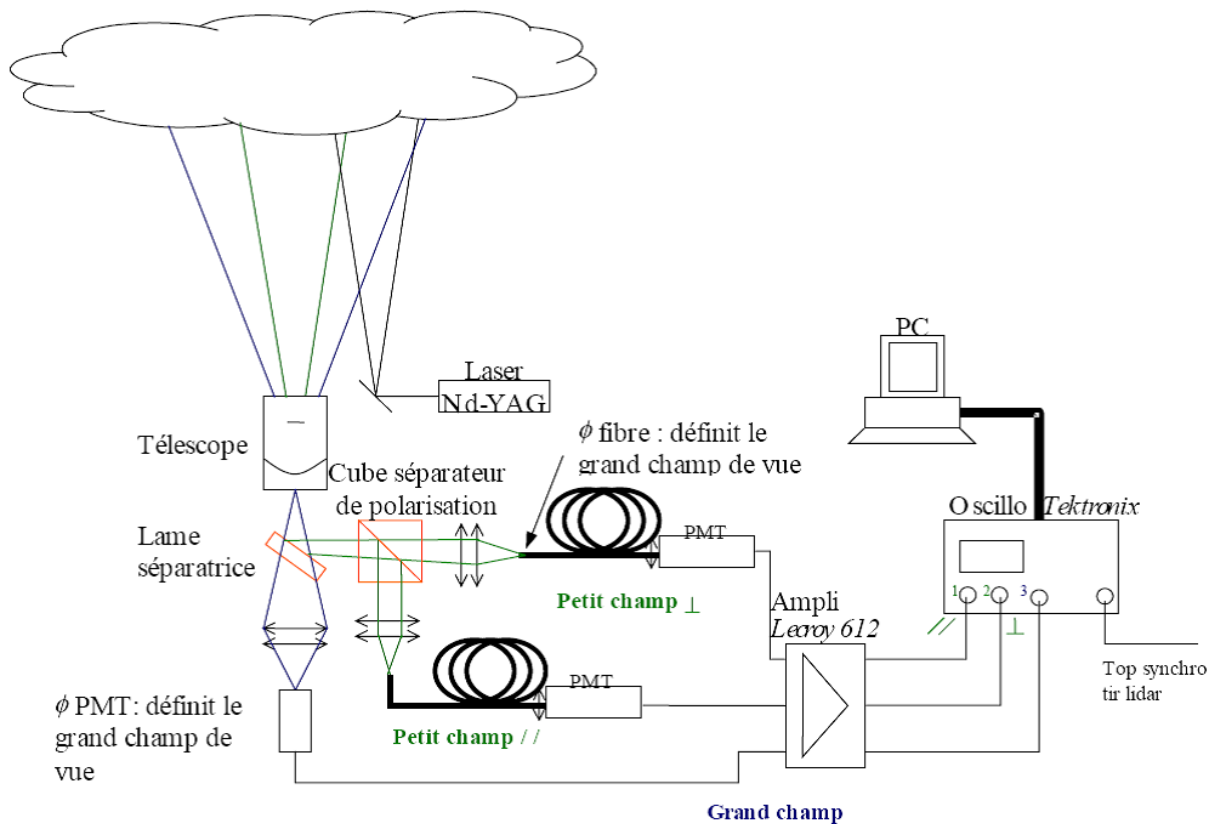 PC
Laser
Nd-YAG
Télescope
ϕ fibre : définit le
grand champ de vue
Cube séparateur
de polarisation
Lame
séparatrice
PMT
Oscillo Tektronix
1 2 3
// ⊥
Petit champ ⊥
Ampli
Lecroy 612
Top synchro
tir lidar
PMT
Petit champ //
ϕ PMT: définit le
grand champ de
vue
Grand champ